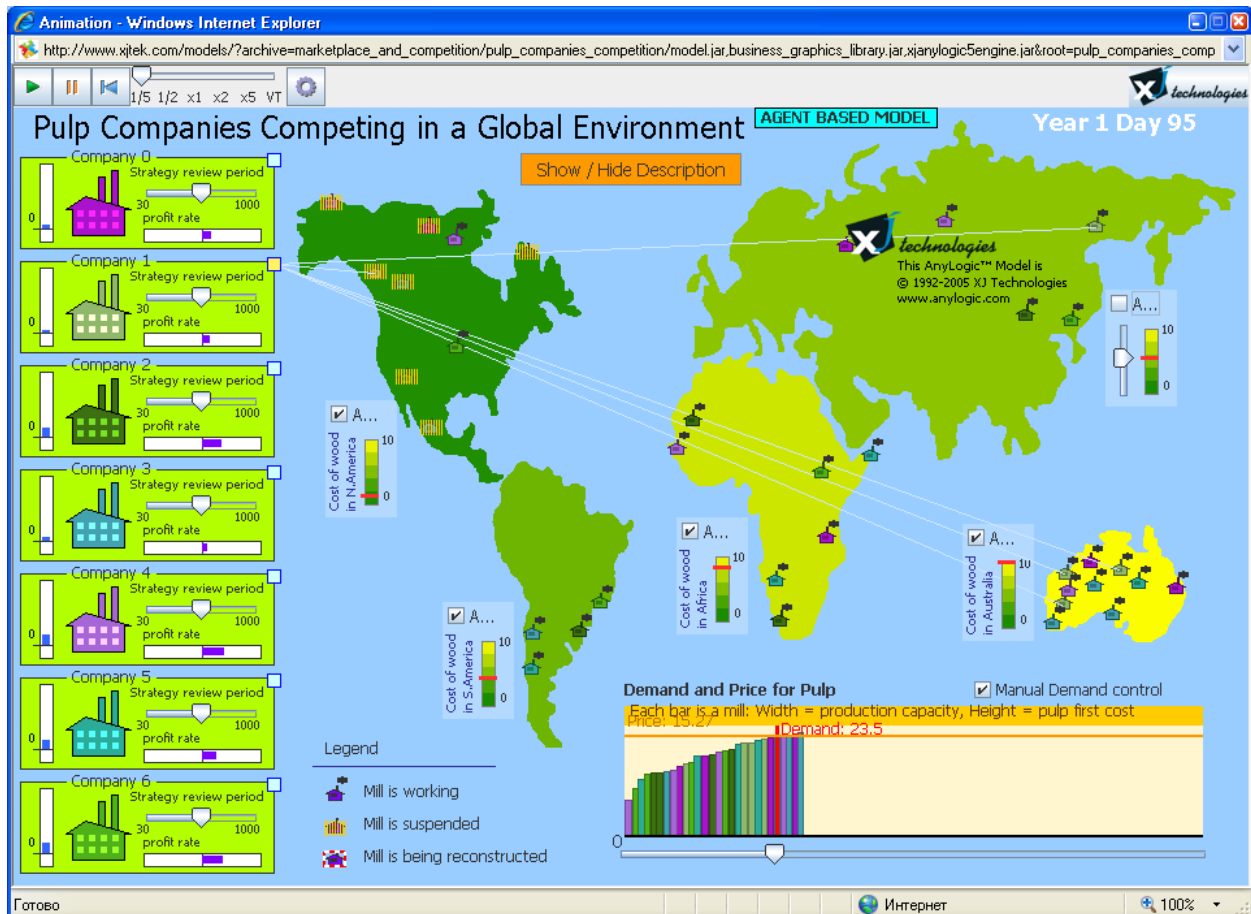 Animation - Windows Internet Explorer
http://www.xjtek.com/models/?archive=marketplace_and_competition/pulp_companies_competition/model.jar,business_graphics_library.jar,xjanylogic5engine.jar&root=pulp_companies_comp
1/5 1/2 x1 x2 x5 VT
XJ technologies
Pulp Companies Competing in a Global Environment
AGENT BASED MODEL
Year 1 Day 95
Show / Hide Description
Company 0
Strategy review period
0
30 1000
profit rate
Company 1
Strategy review period
0
30 1000
profit rate
Company 2
Strategy review period
0
30 1000
profit rate
Company 3
Strategy review period
0
30 1000
profit rate
Company 4
Strategy review period
0
30 1000
profit rate
Company 5
Strategy review period
0
30 1000
profit rate
Company 6
Strategy review period
0
30 1000
profit rate
XJ technologies
This AnyLogic™ Model is
© 1992-2005 XJ Technologies
www.anylogic.com
A...
10
0
A...
Cost of wood
in N.America
10
0
A...
Cost of wood
in Africa
10
0
A...
Cost of wood
in Australia
10
0
A...
Cost of wood
in S.America
10
0
Legend
Mill is working
Mill is suspended
Mill is being reconstructed
Demand and Price for Pulp
Manual Demand control
Each bar is a mill: Width = production capacity, Height = pulp first cost
Price: 15.27
Demand: 23.5
0
Готово
Интернет
100%